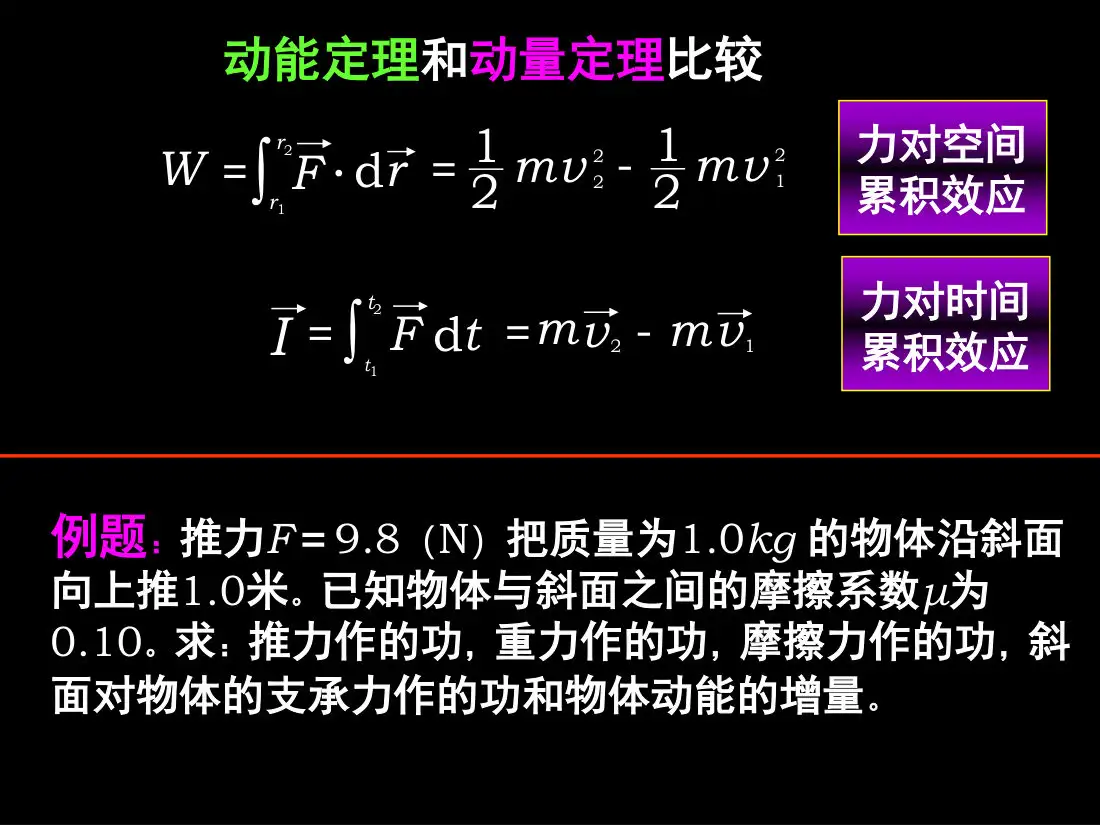 动能定理和动量定理比较
W = ∫_{r₁}^{r₂} F⃗ · dr⃗ = 1/2 mv₂² - 1/2 mv₁²
力对空间
累积效应
I⃗ = ∫_{t₁}^{t₂} F⃗ dt = mv⃗₂ - mv⃗₁
力对时间
累积效应
例题：推力F = 9.8（N）把质量为1.0kg 的物体沿斜面
向上推1.0米。已知物体与斜面之间的摩擦系数μ为
0.10。求：推力作的功，重力作的功，摩擦力作的功，斜
面对物体的支承力作的功和物体动能的增量。